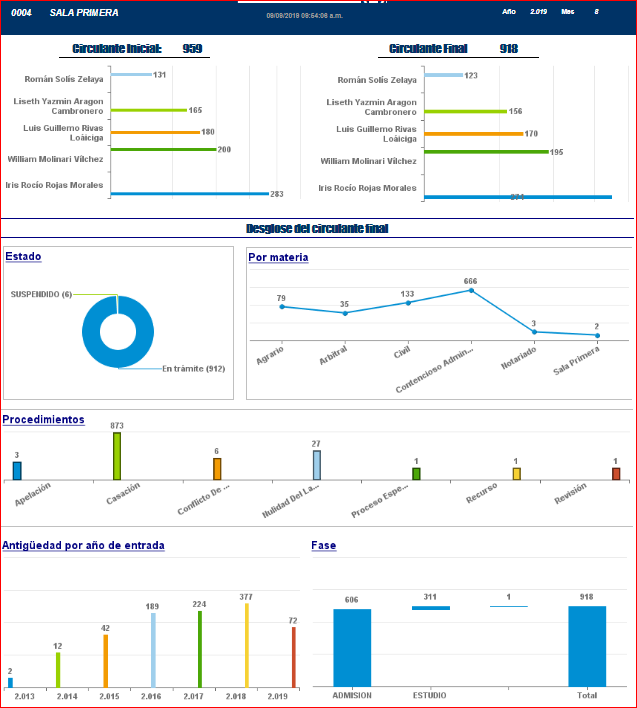 0004 SALA PRIMERA
09/09/2019 09:54:06 a.m.
Año 2.019 Mes 8
Circulante Inicial: 959
Circulante Final 918
Román Solís Zelaya 131
Liseth Yazmin Aragon
Cambronero 165
Luis Guillermo Rivas
Loáiciga 180
William Molinari Vílchez 200
Iris Rocío Rojas Morales 283
Román Solís Zelaya 123
Liseth Yazmin Aragon
Cambronero 156
Luis Guillermo Rivas
Loáiciga 170
William Molinari Vílchez 195
Iris Rocío Rojas Morales 274
Desglose del circulante final
Estado
SUSPENDIDO (6)
En trámite (912)
Por materia
79 35 133 666 3 2
Agrario Arbitral Civil Contencioso Admin... Notariado Sala Primera
Procedimientos
3 873 6 27 1 1 1
Apelación Casación Conflicto De ... Nulidad Del La... Proceso Espe... Recurso Revisión
Antigüedad por año de entrada
2 12 42 189 224 377 72
2.013 2.014 2.015 2.016 2.017 2.018 2.019
Fase
606 311 1 918
ADMISION ESTUDIO Total